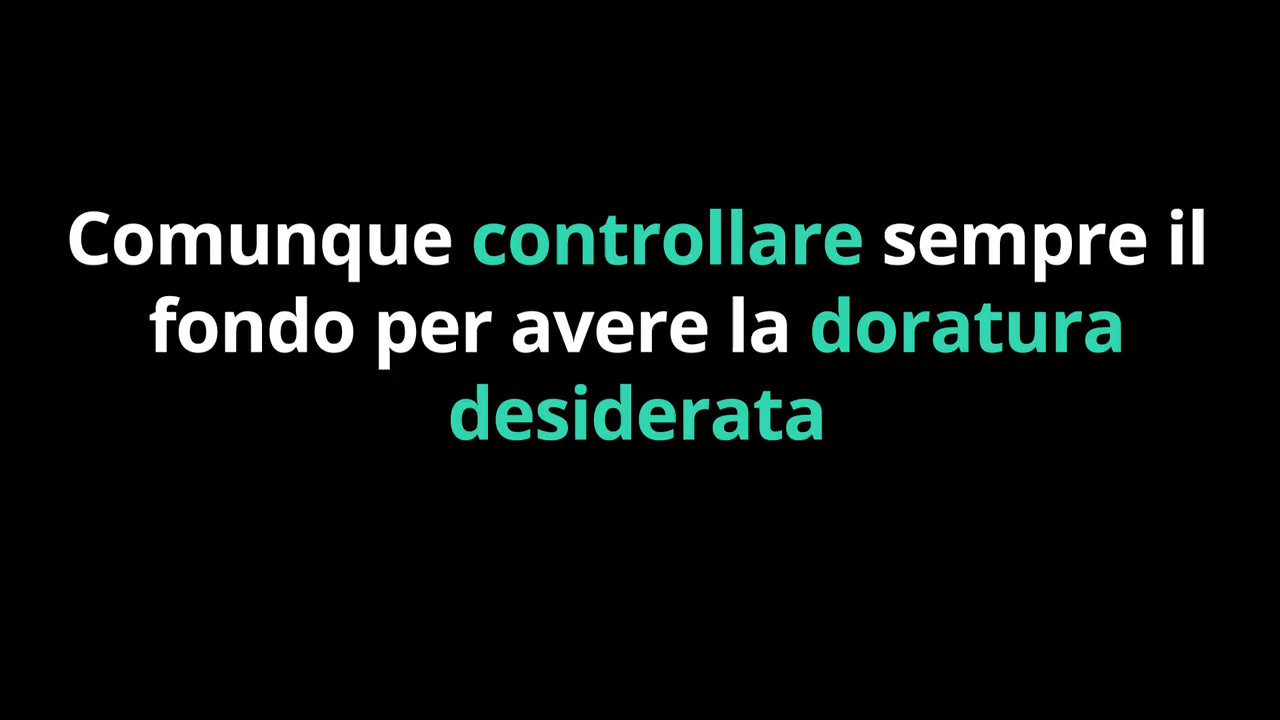 Comunque controllare sempre il
fondo per avere la doratura
desiderata